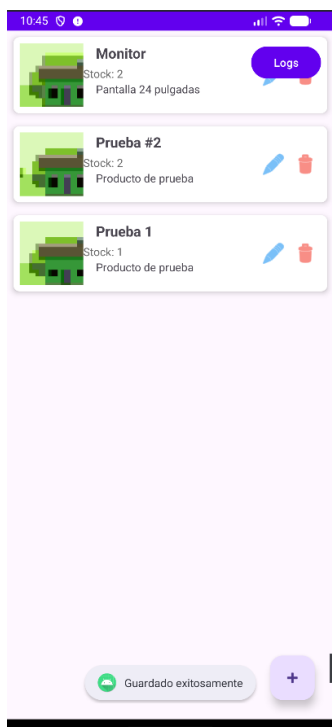 10:45
Monitor
Logs
Stock: 2
Pantalla 24 pulgadas
Prueba #2
Stock: 2
Producto de prueba
Prueba 1
Stock: 1
Producto de prueba
Guardado exitosamente
+